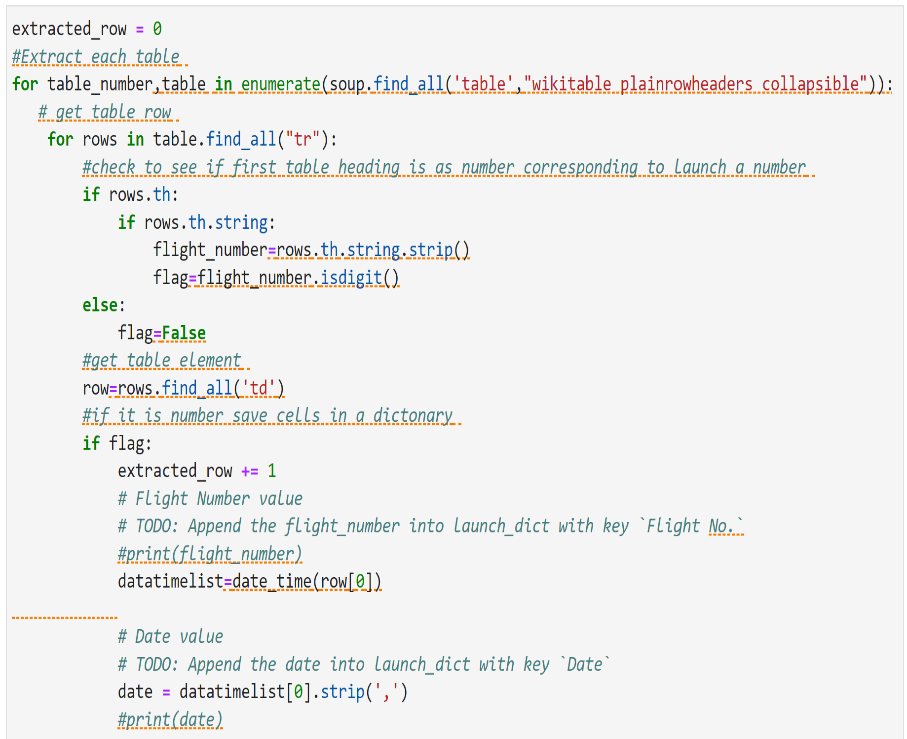 extracted_row = 0
#Extract each table
for table_number,table in enumerate(soup.find_all('table',"wikitable plainrowheaders collapsible")):
  # get table row
    for rows in table.find_all("tr"):
        #check to see if first table heading is as number corresponding to launch a number
        if rows.th:
            if rows.th.string:
                flight_number=rows.th.string.strip()
                flag=flight_number.isdigit()
        else:
            flag=False
        #get table element
        row=rows.find_all('td')
        #if it is number save cells in a dictonary
        if flag:
            extracted_row += 1
            # Flight Number value
            # TODO: Append the flight_number into launch_dict with key `Flight No.`
            #print(flight_number)
            datatimelist=date_time(row[0])
            # Date value
            # TODO: Append the date into launch_dict with key `Date`
            date = datatimelist[0].strip(',')
            #print(date)